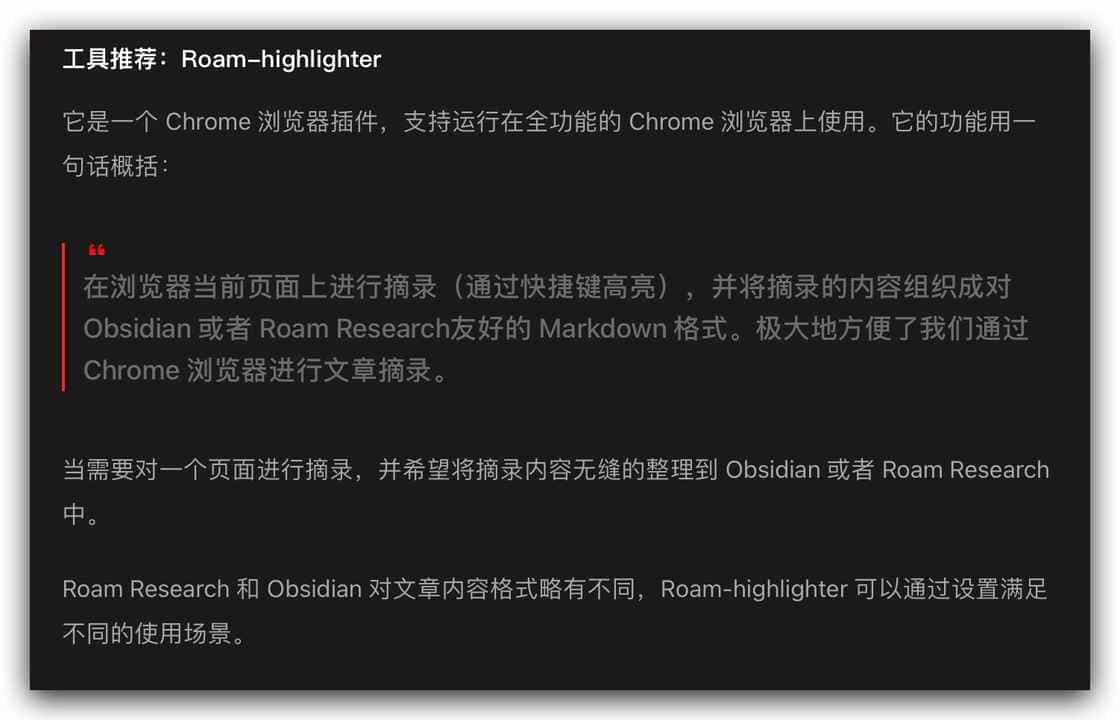 工具推荐：Roam-highlighter
它是一个 Chrome 浏览器插件，支持运行在全功能的 Chrome 浏览器上使用。它的功能用一
句话概括：
❝
在浏览器当前页面上进行摘录（通过快捷键高亮），并将摘录的内容组织成对
Obsidian 或者 Roam Research友好的 Markdown 格式。极大地方便了我们通过
Chrome 浏览器进行文章摘录。
当需要对一个页面进行摘录，并希望将摘录内容无缝的整理到 Obsidian 或者 Roam Research
中。
Roam Research 和 Obsidian 对文章内容格式略有不同，Roam-highlighter 可以通过设置满足
不同的使用场景。